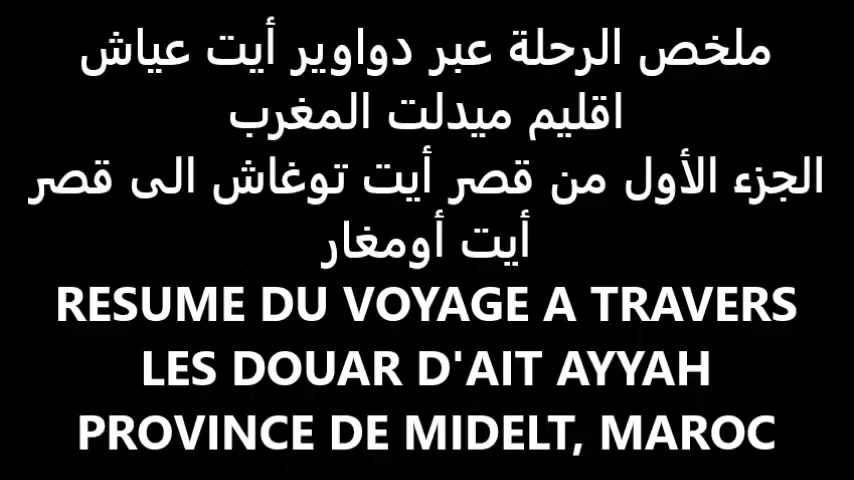 ملخص الرحلة عبر دواوير أيت عياش
اقليم ميدلت المغرب
الجزء الأول من قصر أيت توغاش الى قصر
أيت أومغار
RESUME DU VOYAGE A TRAVERS
LES DOUAR D'AIT AYYAH
PROVINCE DE MIDELT, MAROC